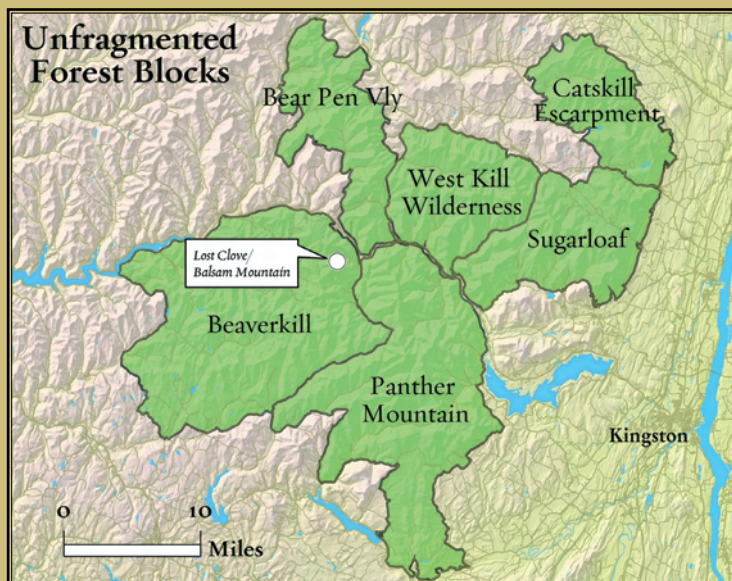 Unfragmented
Forest Blocks
Bear Pen Vly
Catskill
Escarpment
West Kill
Wilderness
Sugarloaf
Lost Clove/
Balsam Mountain
Beaverkill
Panther
Mountain
Kingston
0 10
Miles